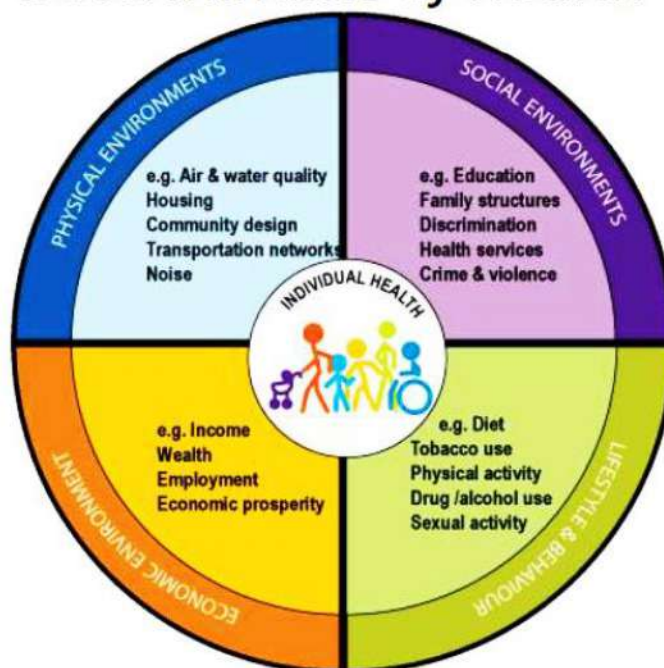 PHYSICAL ENVIRONMENTS
e.g. Air & water quality
Housing
Community design
Transportation networks
Noise
SOCIAL ENVIRONMENTS
e.g. Education
Family structures
Discrimination
Health services
Crime & violence
INDIVIDUAL HEALTH
e.g. Income
Wealth
Employment
Economic prosperity
ECONOMIC ENVIRONMENT
e.g. Diet
Tobacco use
Physical activity
Drug /alcohol use
Sexual activity
LIFESTYLE & BEHAVIOUR